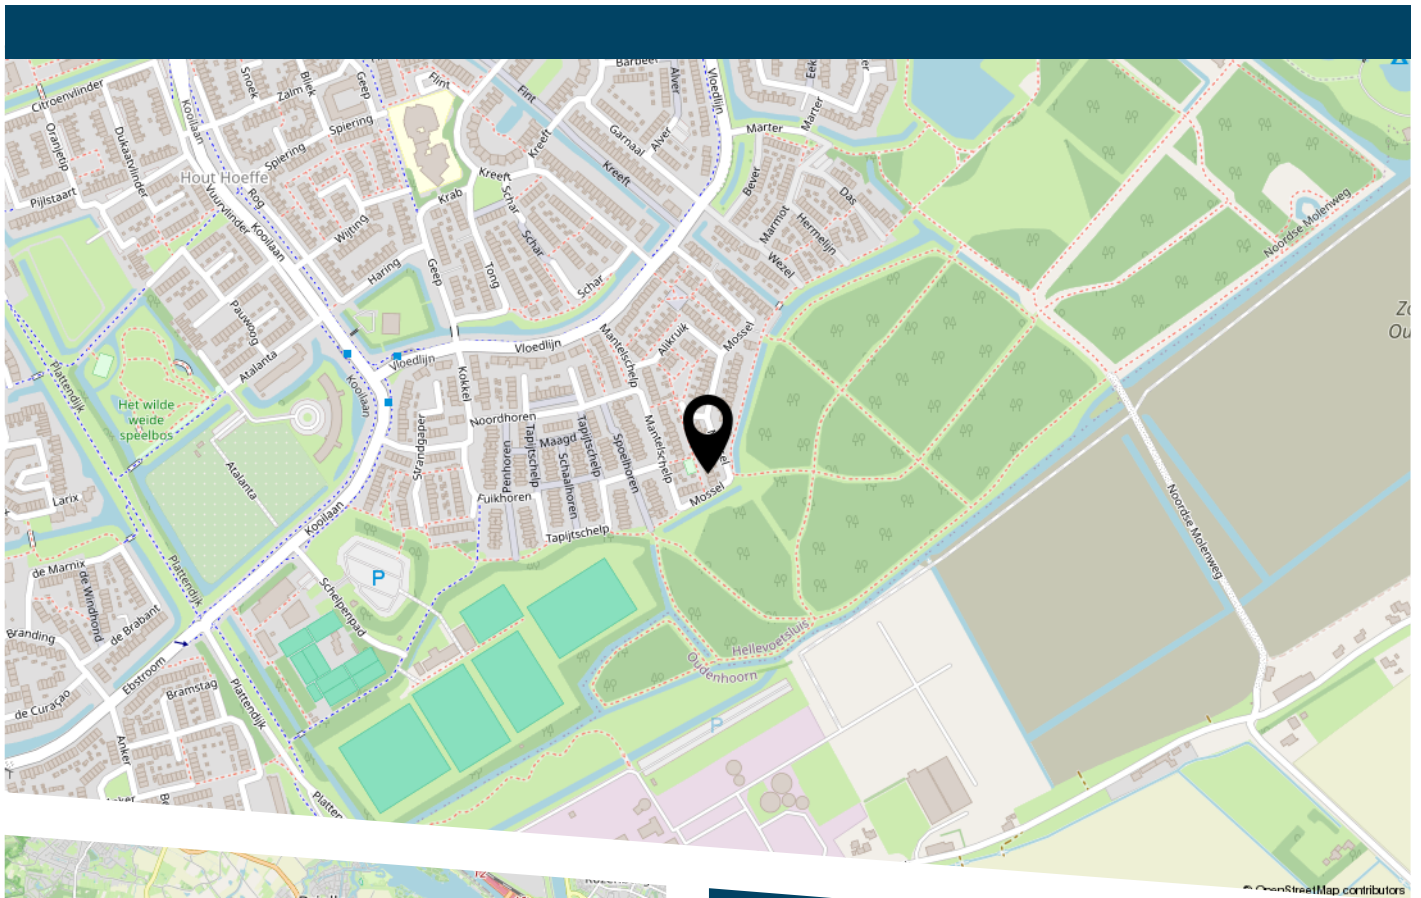 Barbeel
Citroenvlinder
Snoek
Bliek
Zalm
Geep
Flint
Fint
Alver
Vloedlijn
Eek
Marter
Oranjetip
Dukaatvlinder
Kooilaan
Spiering
Spiering
Garnaal
Alver
Kreeft
Kreeft
Marter
Hout Hoeffe
Kreeft
Krab
Schar
Bever
Das
Pijlstaart
Vuurvlinder
Rog
Kooilaan
Wijting
Schar
Marmot
Hermelijn
Noordse Molenweg
Haring
Geep
Tong
Schar
Wezel
Pauwoog
Atalanta
Mantelschelp
Alikruik
Mossel
Vloedlijn
Vloedlijn
Plattendijk
Kooilaan
Kokkel
Het wilde
weide
speelbos
Noordhoren
Strandgaper
Penhoren
Tapijtschelp
Maagd
Schaalhoren
Tapijtschelp
Spoelhoren
Mantelschelp
Atalanta
Larix
Fuikhoren
Mossel
Kooilaan
Tapijtschelp
Noordse Molenweg
de Marnix
de Windhond
de Brabant
Plattendijk
P
Schelpenpad
Branding
Ebstroom
Hellevoetsluis
Oudenhoorn
Bramstag
de Curaçao
Plattendijk
Anker
P
© OpenStreetMap contributors